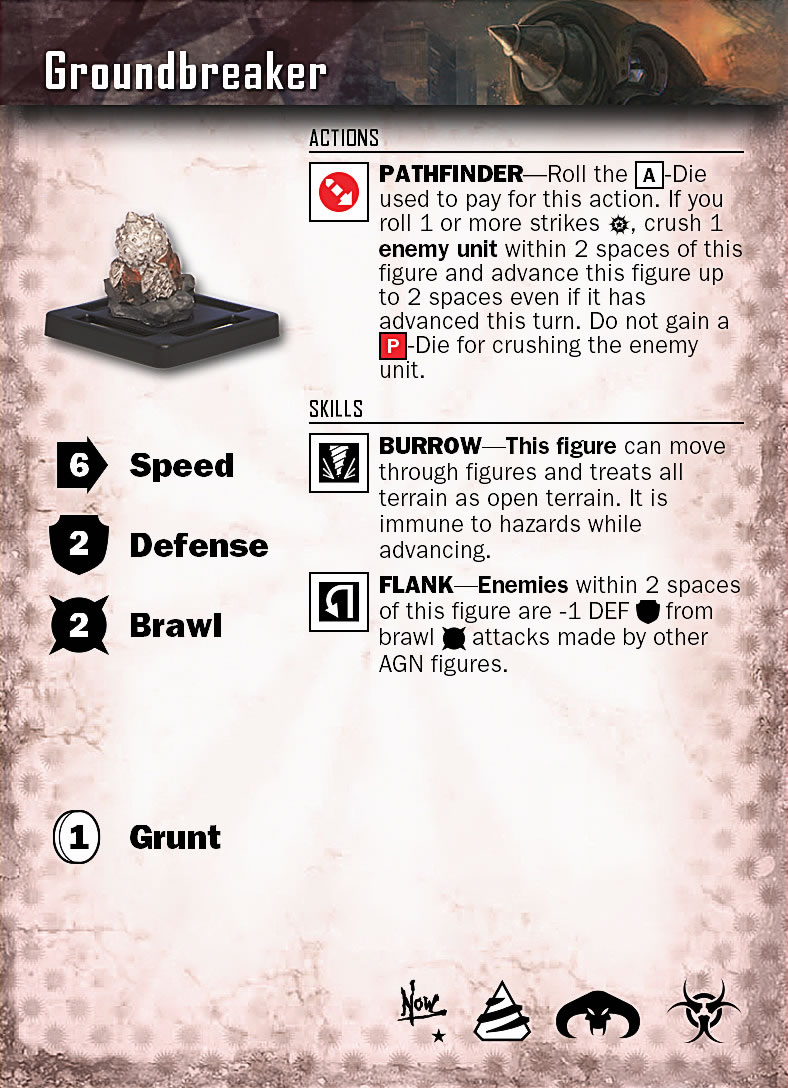 Groundbreaker
ACTIONS
PATHFINDER—Roll the A-Die
used to pay for this action. If you
roll 1 or more strikes , crush 1
enemy unit within 2 spaces of this
figure and advance this figure up
to 2 spaces even if it has
advanced this turn. Do not gain a
P-Die for crushing the enemy
unit.
SKILLS
BURROW—This figure can move
through figures and treats all
terrain as open terrain. It is
immune to hazards while
advancing.
FLANK—Enemies within 2 spaces
of this figure are -1 DEF from
brawl attacks made by other
AGN figures.
6 Speed
2 Defense
2 Brawl
1 Grunt
Now